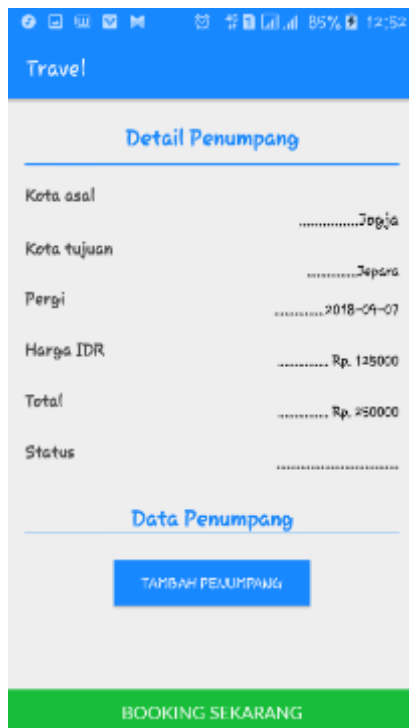 85% 12:52
Travel
Detail Penumpang
Kota asal
...............Jogja
Kota tujuan
............Jepara
Pergi
............2018-09-07
Harga IDR
............. Rp. 125000
Total
............. Rp. 250000
Status
...............................
Data Penumpang
TAMBAH PENUMPANG
BOOKING SEKARANG